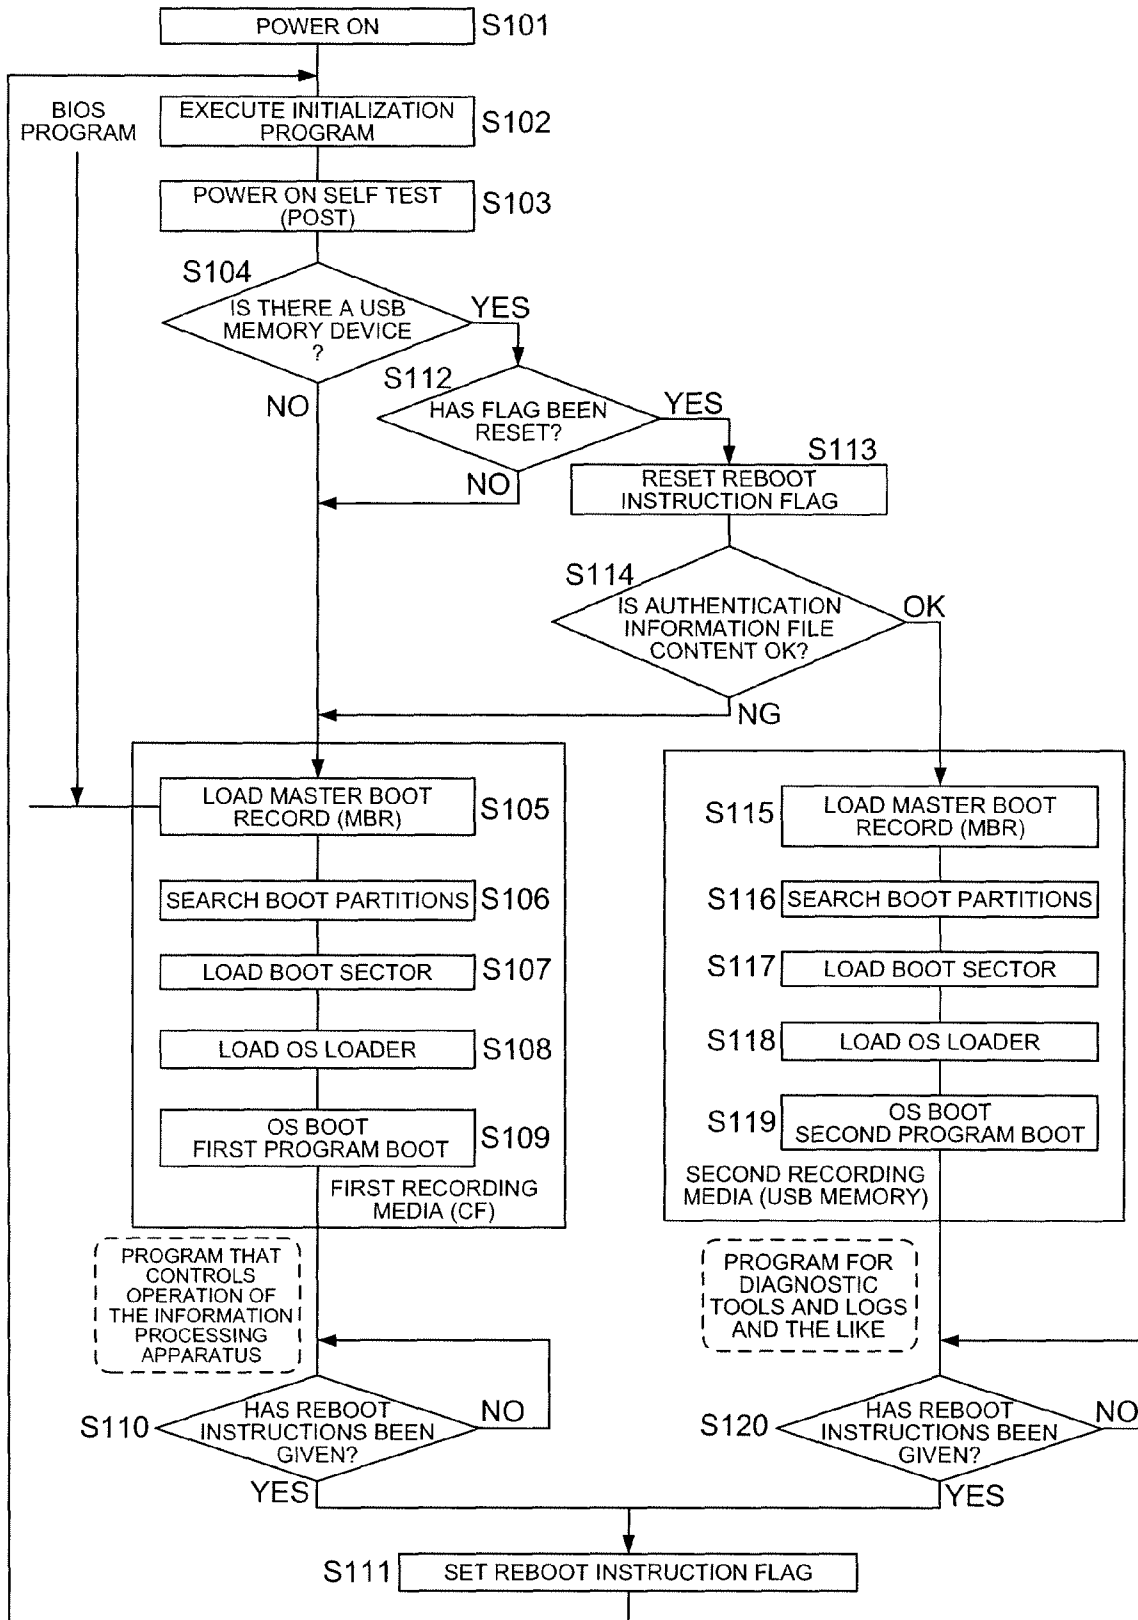 POWER ON
S101
BIOS
PROGRAM
EXECUTE INITIALIZATION
PROGRAM
S102
POWER ON SELF TEST
(POST)
S103
S104
IS THERE A USB
MEMORY DEVICE
?
YES
NO
S112
HAS FLAG BEEN
RESET?
YES
NO
S113
RESET REBOOT
INSTRUCTION FLAG
S114
IS AUTHENTICATION
INFORMATION FILE
CONTENT OK?
OK
NG
LOAD MASTER BOOT
RECORD (MBR)
S105
SEARCH BOOT PARTITIONS
S106
LOAD BOOT SECTOR
S107
LOAD OS LOADER
S108
OS BOOT
FIRST PROGRAM BOOT
S109
FIRST RECORDING
MEDIA (CF)
S115
LOAD MASTER BOOT
RECORD (MBR)
S116
SEARCH BOOT PARTITIONS
S117
LOAD BOOT SECTOR
S118
LOAD OS LOADER
S119
OS BOOT
SECOND PROGRAM BOOT
SECOND RECORDING
MEDIA (USB MEMORY)
PROGRAM THAT
CONTROLS
OPERATION OF
THE INFORMATION
PROCESSING
APPARATUS
PROGRAM FOR
DIAGNOSTIC
TOOLS AND LOGS
AND THE LIKE
S110
HAS REBOOT
INSTRUCTIONS BEEN
GIVEN?
NO
YES
S120
HAS REBOOT
INSTRUCTIONS BEEN
GIVEN?
NO
YES
S111
SET REBOOT INSTRUCTION FLAG